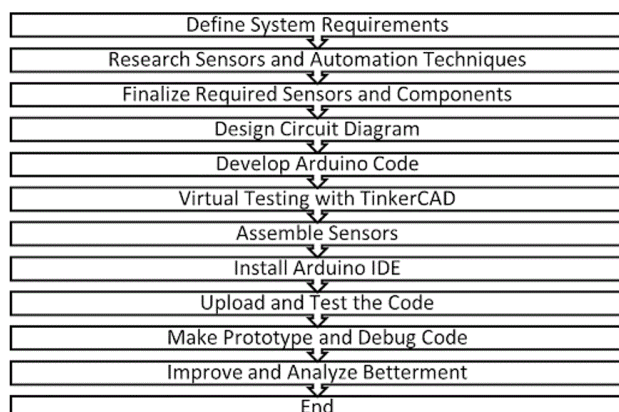 Define System Requirements
Research Sensors and Automation Techniques
Finalize Required Sensors and Components
Design Circuit Diagram
Develop Arduino Code
Virtual Testing with TinkerCAD
Assemble Sensors
Install Arduino IDE
Upload and Test the Code
Make Prototype and Debug Code
Improve and Analyze Betterment
End